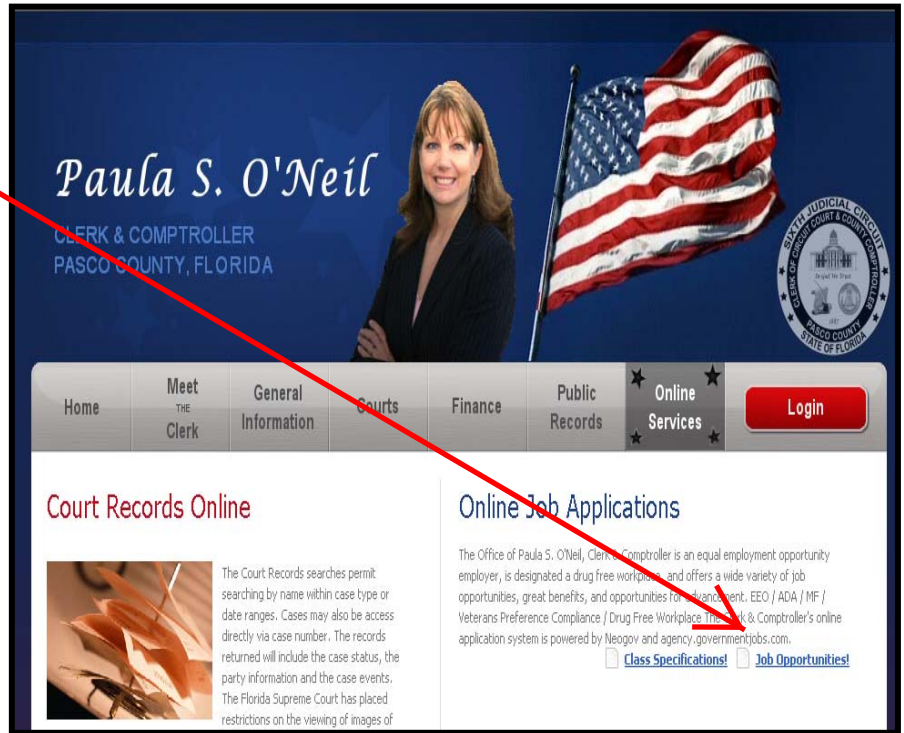 Paula S. O'Neil
CLERK & COMPTROLLER
PASCO COUNTY, FLORIDA
SIXTH JUDICIAL CIRCUIT
CLERK OF CIRCUIT COURT & COUNTY COMPTROLLER
In God We Trust
1887
PASCO COUNTY
STATE OF FLORIDA
Home
Meet
THE
Clerk
General
Information
Courts
Finance
Public
Records
Online
Services
Login
Court Records Online
The Court Records searches permit
searching by name within case type or
date ranges. Cases may also be access
directly via case number. The records
returned will include the case status, the
party information and the case events.
The Florida Supreme Court has placed
restrictions on the viewing of images of
Online Job Applications
The Office of Paula S. O'Neil, Clerk & Comptroller is an equal employment opportunity
employer, is designated a drug free workplace, and offers a wide variety of job
opportunities, great benefits, and opportunities for advancement. EEO / ADA / MF /
Veterans Preference Compliance / Drug Free Workplace The Clerk & Comptroller's online
application system is powered by Neogov and agency.governmentjobs.com.
Class Specifications!
Job Opportunities!